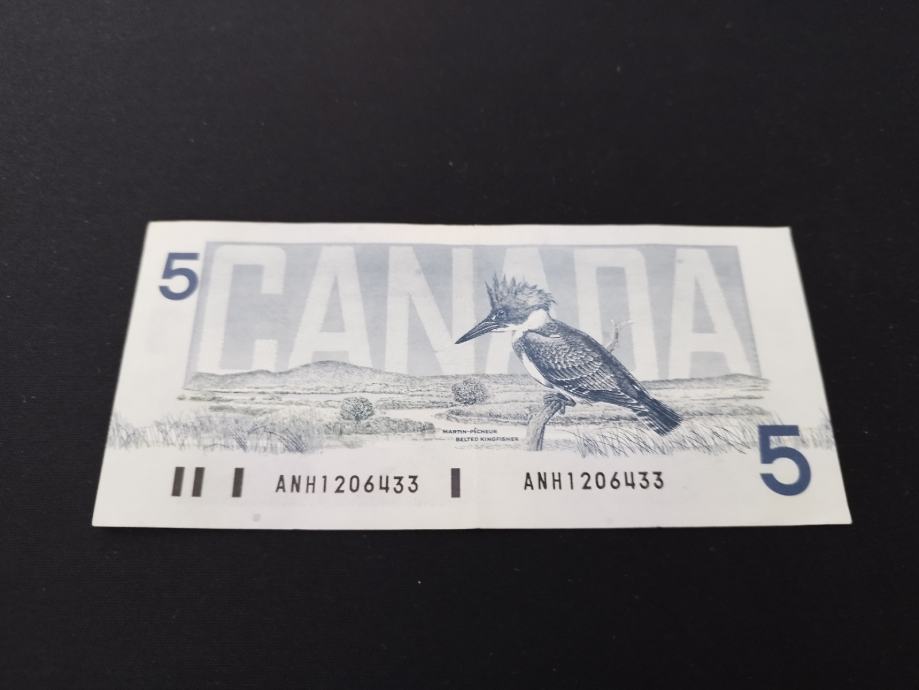 5
CANADA
MARTIN-PÊCHEUR
BELTED KINGFISHER
5
ANH1206433 ANH1206433